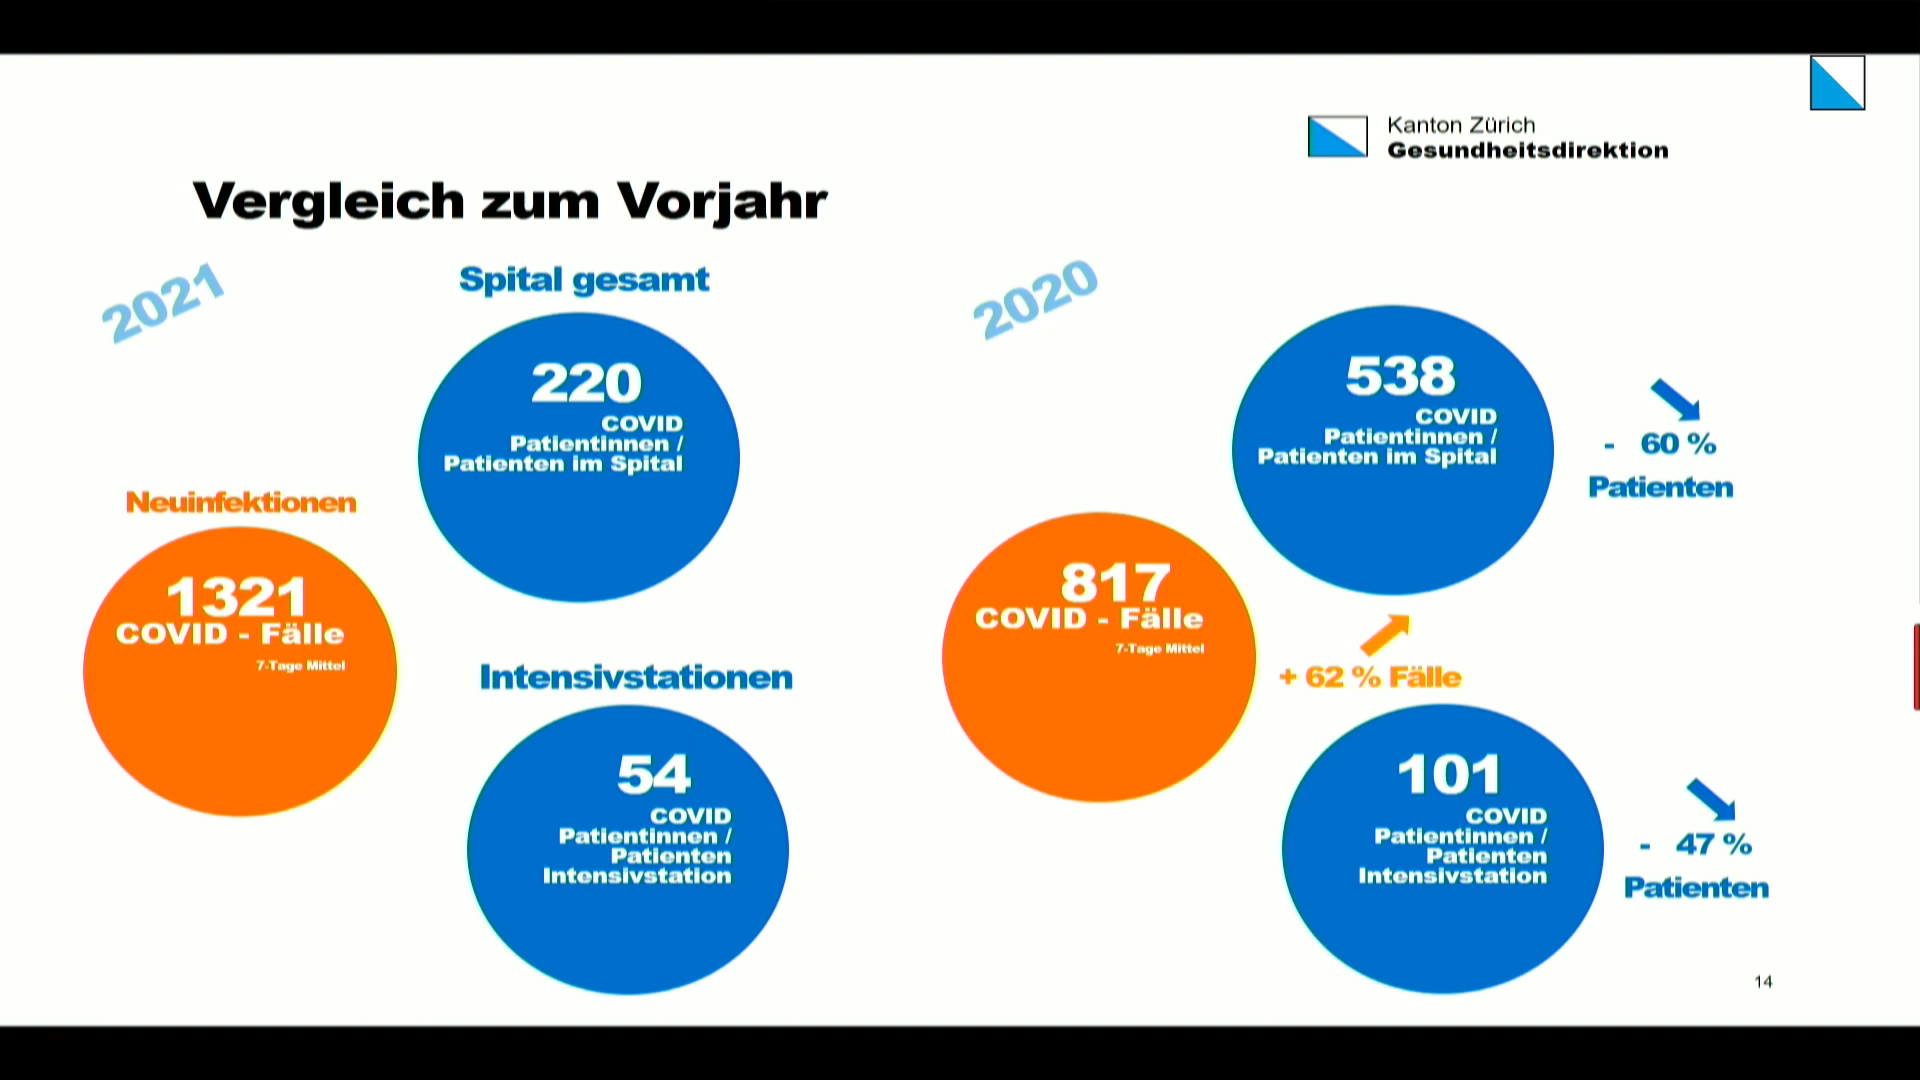 Kanton Zürich
Gesundheitsdirektion
Vergleich zum Vorjahr
2021
Spital gesamt
220
COVID
Patientinnen /
Patienten im Spital
Neuinfektionen
1321
COVID - Fälle
7-Tage Mittel
Intensivstationen
54
COVID
Patientinnen /
Patienten
Intensivstation
2020
538
COVID
Patientinnen /
Patienten im Spital
- 60 %
Patienten
817
COVID - Fälle
7-Tage Mittel
+ 62 % Fälle
101
COVID
Patientinnen /
Patienten
Intensivstation
- 47 %
Patienten
14